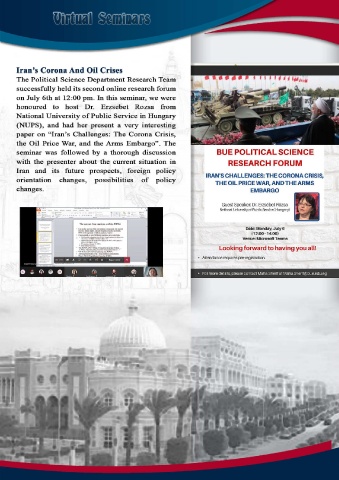 Virtual Seminars
Iran's Corona And Oil Crises
The Political Science Department Research Team
successfully held its second online research forum
on July 6th at 12:00 pm. In this seminar, we were
honoured to host Dr. Erzsebet Rozsa from
National University of Public Service in Hungary
(NUPS), and had her present a very interesting
paper on "Iran's Challenges: The Corona Crisis,
the Oil Price War, and the Arms Embargo". The
seminar was followed by a thorough discussion
with the presenter about the current situation in
Iran and its future prospects, foreign policy
orientation changes, possibilities of policy
changes.
BUE POLITICAL SCIENCE
RESEARCH FORUM
IRAN'S CHALLENGES: THE CORONA CRISIS,
THE OIL PRICE WAR, AND THE ARMS
EMBARGO
Guest Speaker: Dr. Erzsébet Rózsa
National University of Public Service (Hungary)
Date: Monday, July 6
(12:00 - 14:00)
Venue: Microsoft Teams
Looking forward to having you all!
• Attendance requires pre-registration.
• For more details, please contact